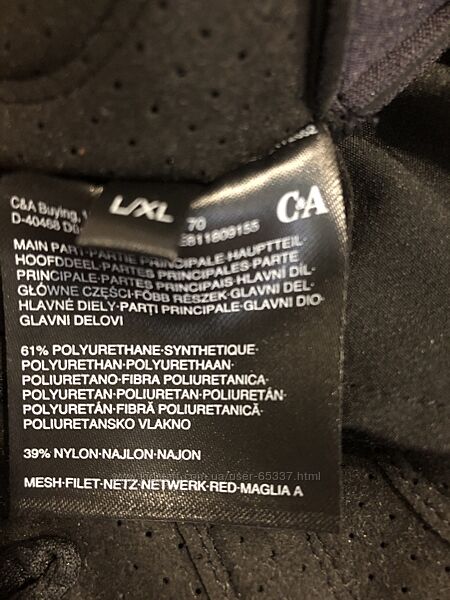 C&A Buying,
D-40468
L/XL
70
C&A
MAIN PART·PARTIE PRINCIPALE·HAUPTTEIL·
HOOFDDEEL·PARTES PRINCIPALES·PARTE
PRINCIPALE·PARTES PRINCIPAIS·HLAVNÍ DÍL·
GŁÓWNE CZĘŚCI·FŐBB RÉSZEK·GLAVNI DEL·
HLAVNÉ DIELY·PARȚI PRINCIPALE·GLAVNI DIO·
GLAVNI DELOVI
61% POLYURETHANE·SYNTHETIQUE·
POLYURETHAN·POLYURETHAAN·
POLIURETANO·FIBRA POLIURETANICA·
POLYURETAN·POLIURETAN·POLIURETÁN·
POLYURETÁN·FIBRĂ POLIURETANICĂ·
POLIURETANSKO VLAKNO
39% NYLON·NAJLON·NAJON
MESH·FILET·NETZ·NETWERK·RED·MAGLIA A